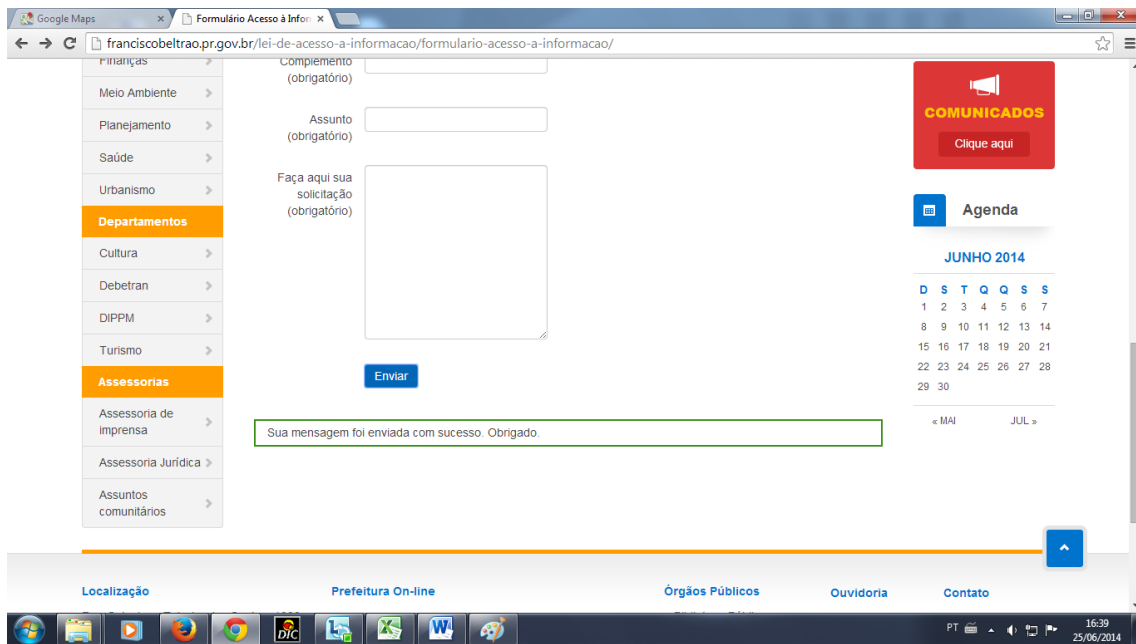 Google Maps
Formulário Acesso à Infor
franciscobeltrao.pr.gov.br/lei-de-acesso-a-informacao/formulario-acesso-a-informacao/
Finanças
Meio Ambiente
Planejamento
Saúde
Urbanismo
Departamentos
Cultura
Debetran
DIPPM
Turismo
Assessorias
Assessoria de
imprensa
Assessoria Jurídica
Assuntos
comunitários
Complemento
(obrigatório)
Assunto
(obrigatório)
Faça aqui sua
solicitação
(obrigatório)
Enviar
Sua mensagem foi enviada com sucesso. Obrigado.
COMUNICADOS
Clique aqui
Agenda
JUNHO 2014
D S T Q Q S S
1 2 3 4 5 6 7
8 9 10 11 12 13 14
15 16 17 18 19 20 21
22 23 24 25 26 27 28
29 30
« MAI JUL »
Localização
Prefeitura On-line
Órgãos Públicos
Ouvidoria
Contato
DIC
PT
16:39
25/06/2014